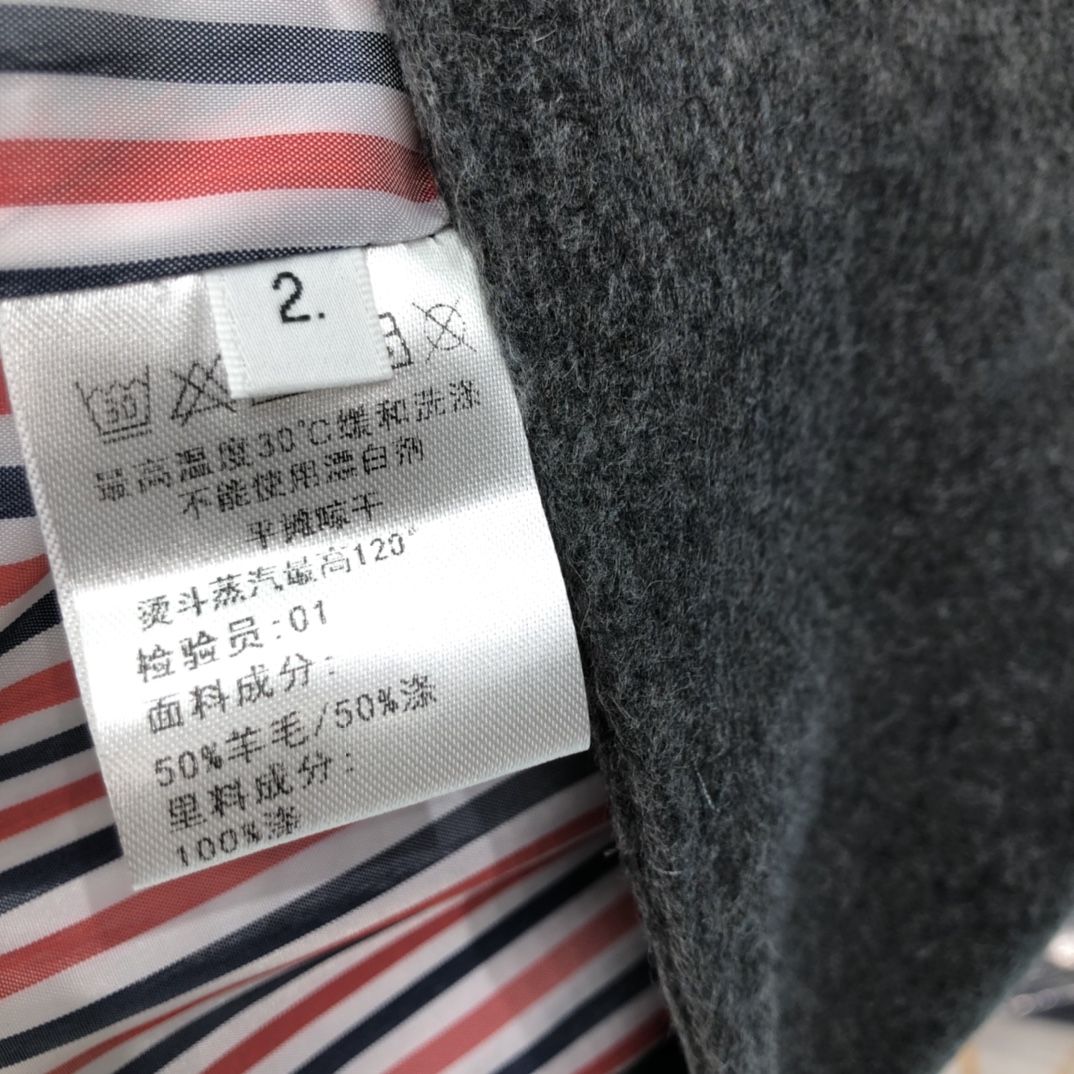 2.
30
最高温度30℃缓和洗涤
不能使用漂白剂
平摊晾干
烫斗蒸汽最高120°
检验员:01
面料成分:
50%羊毛/50%涤
里料成分:
100%涤